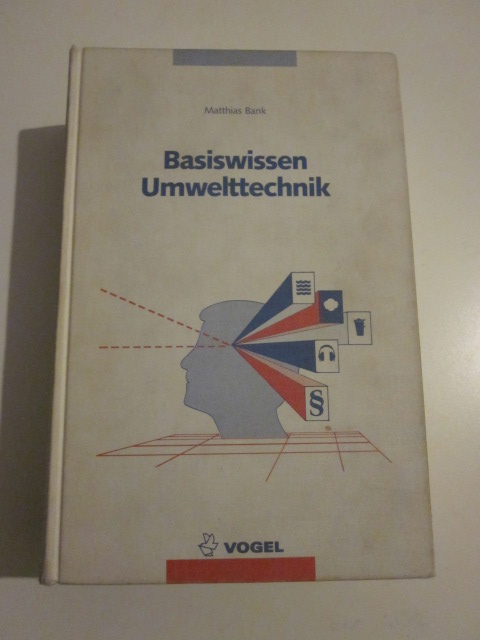 Matthias Bank
Basiswissen
Umwelttechnik
§
VOGEL